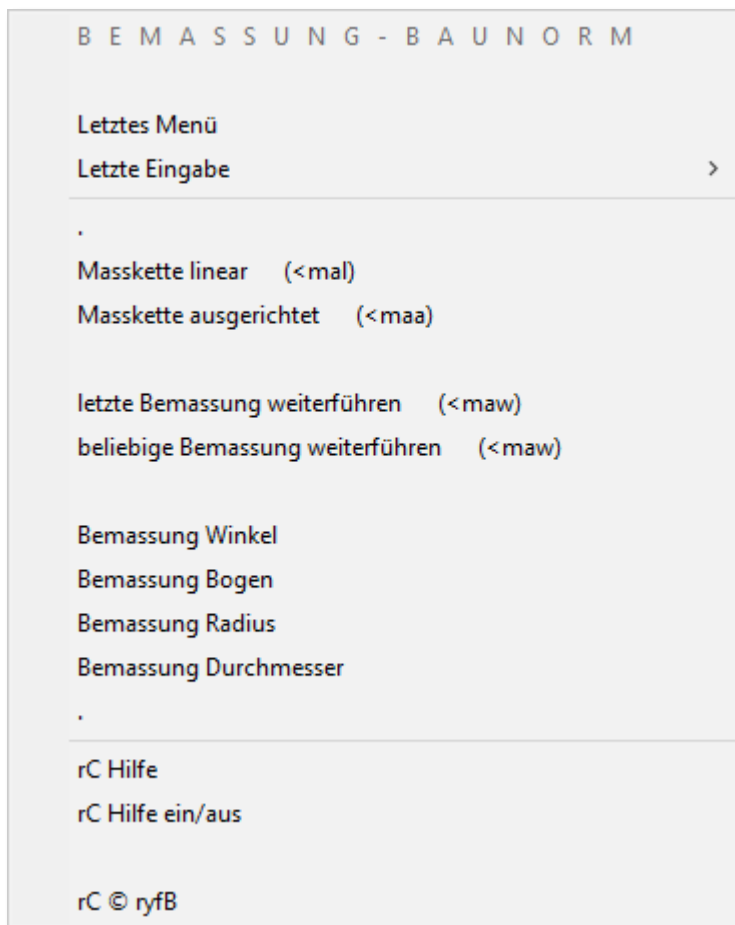 B E M A S S U N G - B A U N O R M
Letztes Menü
Letzte Eingabe >
.
Masskette linear (<mal)
Masskette ausgerichtet (<maa)
letzte Bemassung weiterführen (<maw)
beliebige Bemassung weiterführen (<maw)
Bemassung Winkel
Bemassung Bogen
Bemassung Radius
Bemassung Durchmesser
.
rC Hilfe
rC Hilfe ein/aus
rC © ryfB